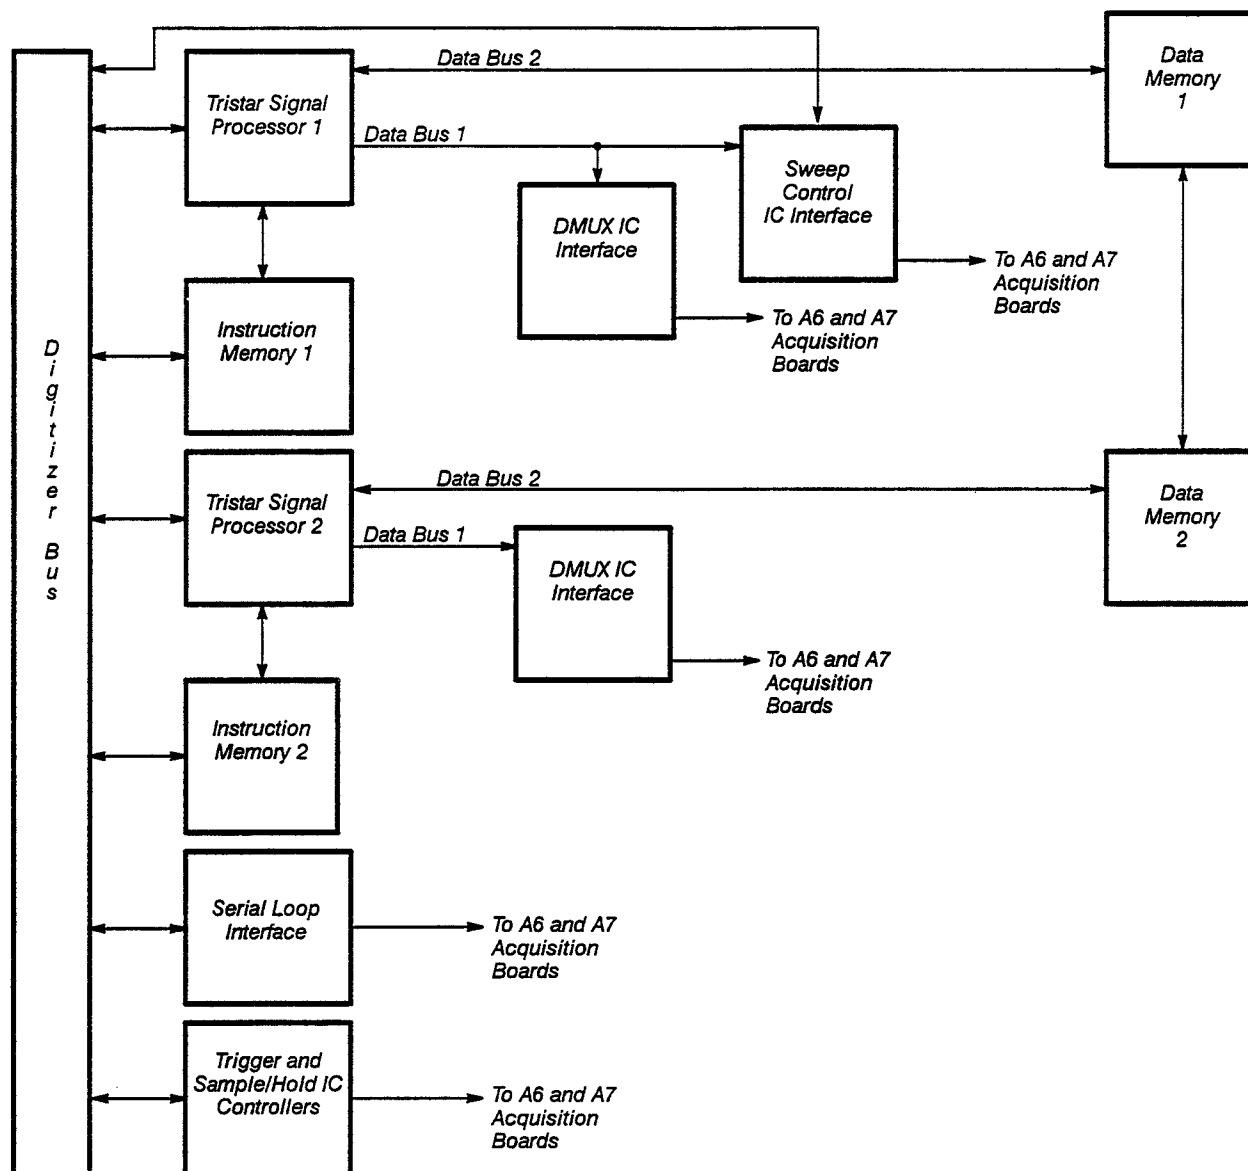 Data Bus 2
Data
Memory
1
Tristar Signal
Processor 1
Data Bus 1
Sweep
Control
IC Interface
DMUX IC
Interface
To A6 and A7
Acquisition
Boards
To A6 and A7
Acquisition
Boards
Instruction
Memory 1
Digitizer Bus
Data Bus 2
Tristar Signal
Processor 2
Data
Memory
2
Data Bus 1
DMUX IC
Interface
To A6 and A7
Acquisition
Boards
Instruction
Memory 2
Serial Loop
Interface
To A6 and A7
Acquisition
Boards
Trigger and
Sample/Hold IC
Controllers
To A6 and A7
Acquisition
Boards